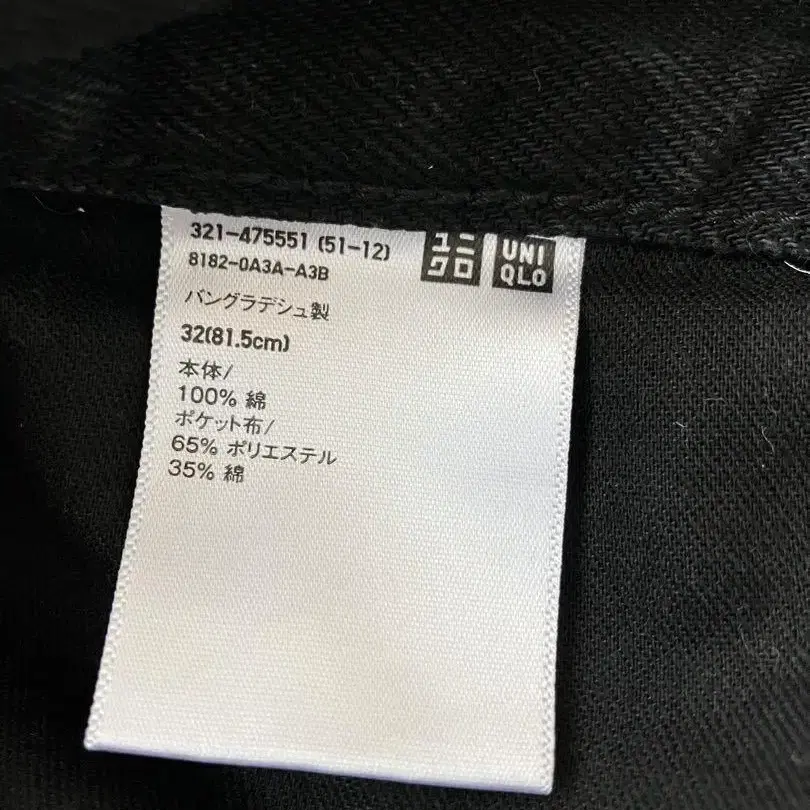 321-475551 (51-12)
8182-0A3A-A3B
バングラデシュ製
32(81.5cm)
本体/
100% 綿
ポケット布/
65% ポリエステル
35% 綿
ユニ
クロ
UNI
QLO